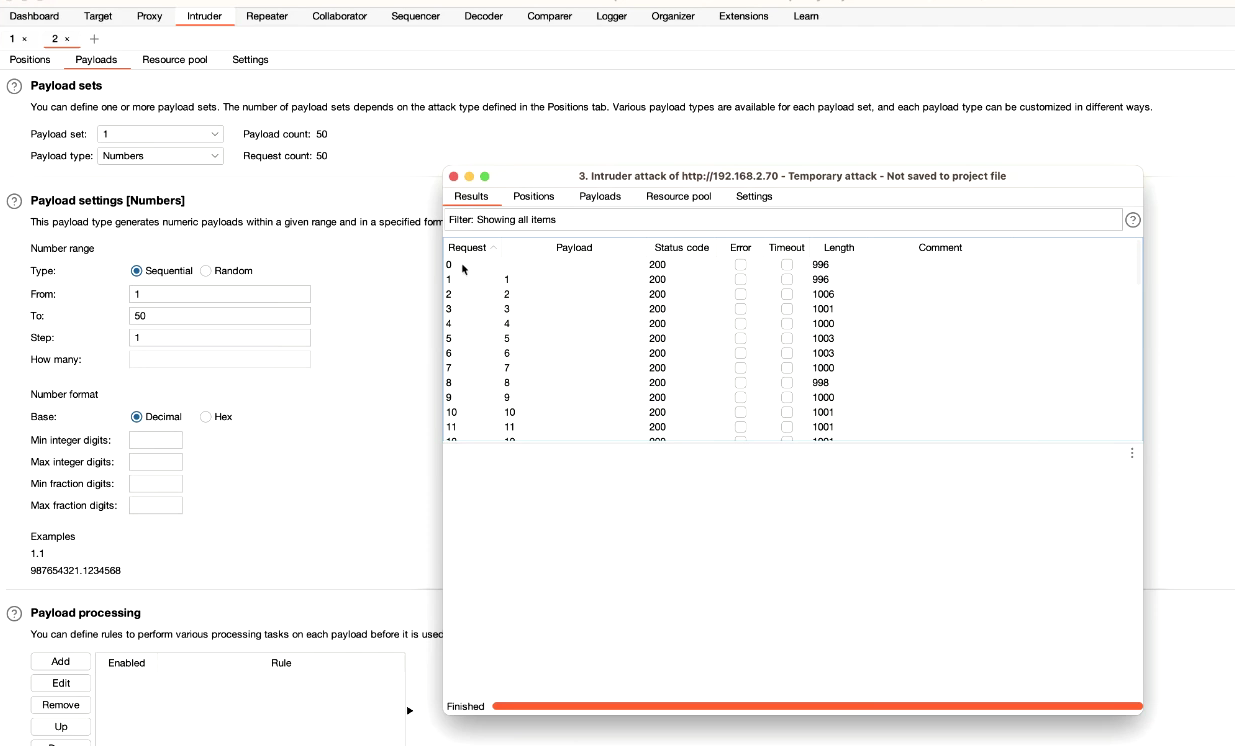 Dashboard Target Proxy Intruder Repeater Collaborator Sequencer Decoder Comparer Logger Organizer Extensions Learn
1 × 2 × +
Positions Payloads Resource pool Settings
? Payload sets
You can define one or more payload sets. The number of payload sets depends on the attack type defined in the Positions tab. Various payload types are available for each payload set, and each payload type can be customized in different ways.
Payload set: 1 Payload count: 50
Payload type: Numbers Request count: 50
? Payload settings [Numbers]
This payload type generates numeric payloads within a given range and in a specified form
Number range
Type: Sequential Random
From: 1
To: 50
Step: 1
How many:
Number format
Base: Decimal Hex
Min integer digits:
Max integer digits:
Min fraction digits:
Max fraction digits:
Examples
1.1
987654321.1234568
? Payload processing
You can define rules to perform various processing tasks on each payload before it is used
Add Enabled Rule
Edit
Remove
Up
3. Intruder attack of http://192.168.2.70 - Temporary attack - Not saved to project file
Results Positions Payloads Resource pool Settings
Filter: Showing all items ?
Request Payload Status code Error Timeout Length Comment
0 200 996
1 1 200 996
2 2 200 1006
3 3 200 1001
4 4 200 1000
5 5 200 1003
6 6 200 1003
7 7 200 1000
8 8 200 998
9 9 200 1000
10 10 200 1001
11 11 200 1001
12 12 200 1001
Finished